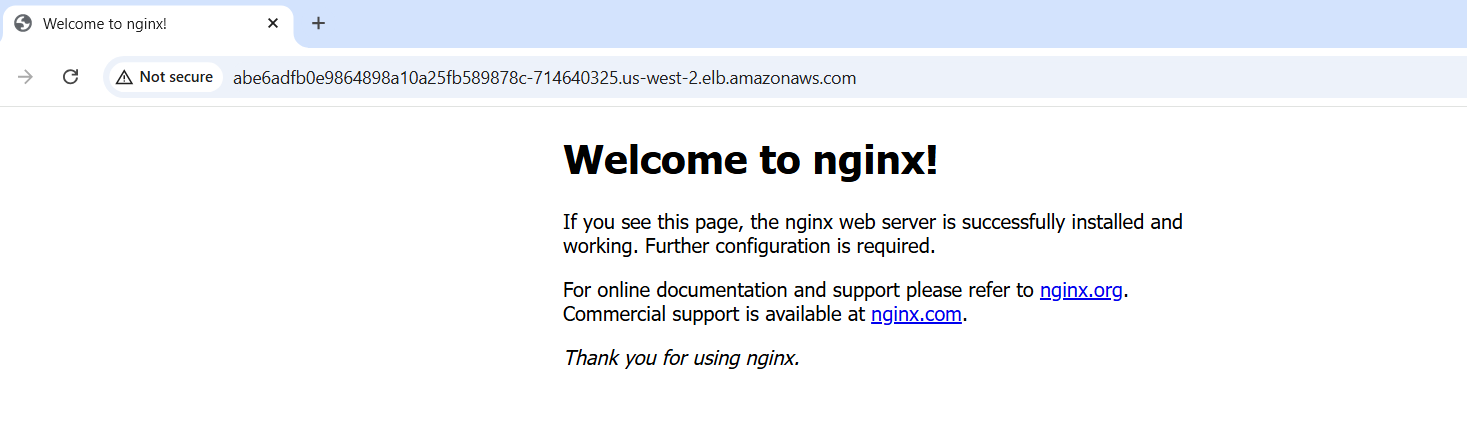 Welcome to nginx!
Not secure
abe6adfb0e9864898a10a25fb589878c-714640325.us-west-2.elb.amazonaws.com
Welcome to nginx!
If you see this page, the nginx web server is successfully installed and
working. Further configuration is required.
For online documentation and support please refer to nginx.org.
Commercial support is available at nginx.com.
Thank you for using nginx.